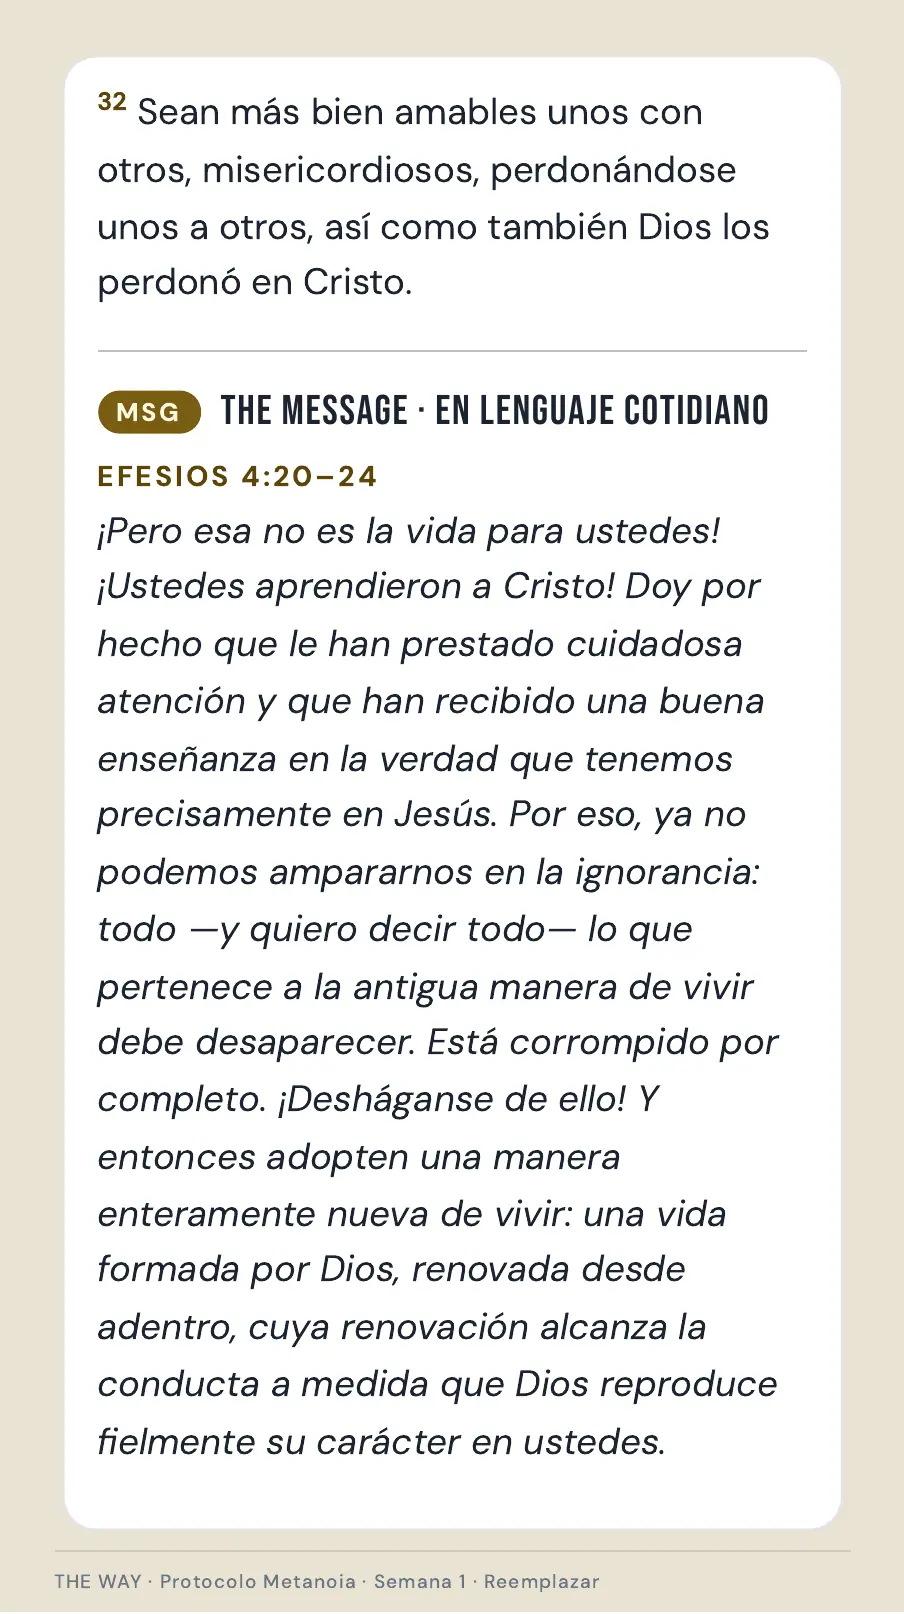 32 Sean más bien amables unos con
otros, misericordiosos, perdonándose
unos a otros, así como también Dios los
perdonó en Cristo.
MSG THE MESSAGE · EN LENGUAJE COTIDIANO
EFESIOS 4:20–24
¡Pero esa no es la vida para ustedes!
¡Ustedes aprendieron a Cristo! Doy por
hecho que le han prestado cuidadosa
atención y que han recibido una buena
enseñanza en la verdad que tenemos
precisamente en Jesús. Por eso, ya no
podemos ampararnos en la ignorancia:
todo —y quiero decir todo— lo que
pertenece a la antigua manera de vivir
debe desaparecer. Está corrompido por
completo. ¡Desháganse de ello! Y
entonces adopten una manera
enteramente nueva de vivir: una vida
formada por Dios, renovada desde
adentro, cuya renovación alcanza la
conducta a medida que Dios reproduce
fielmente su carácter en ustedes.
THE WAY · Protocolo Metanoia · Semana 1 · Reemplazar